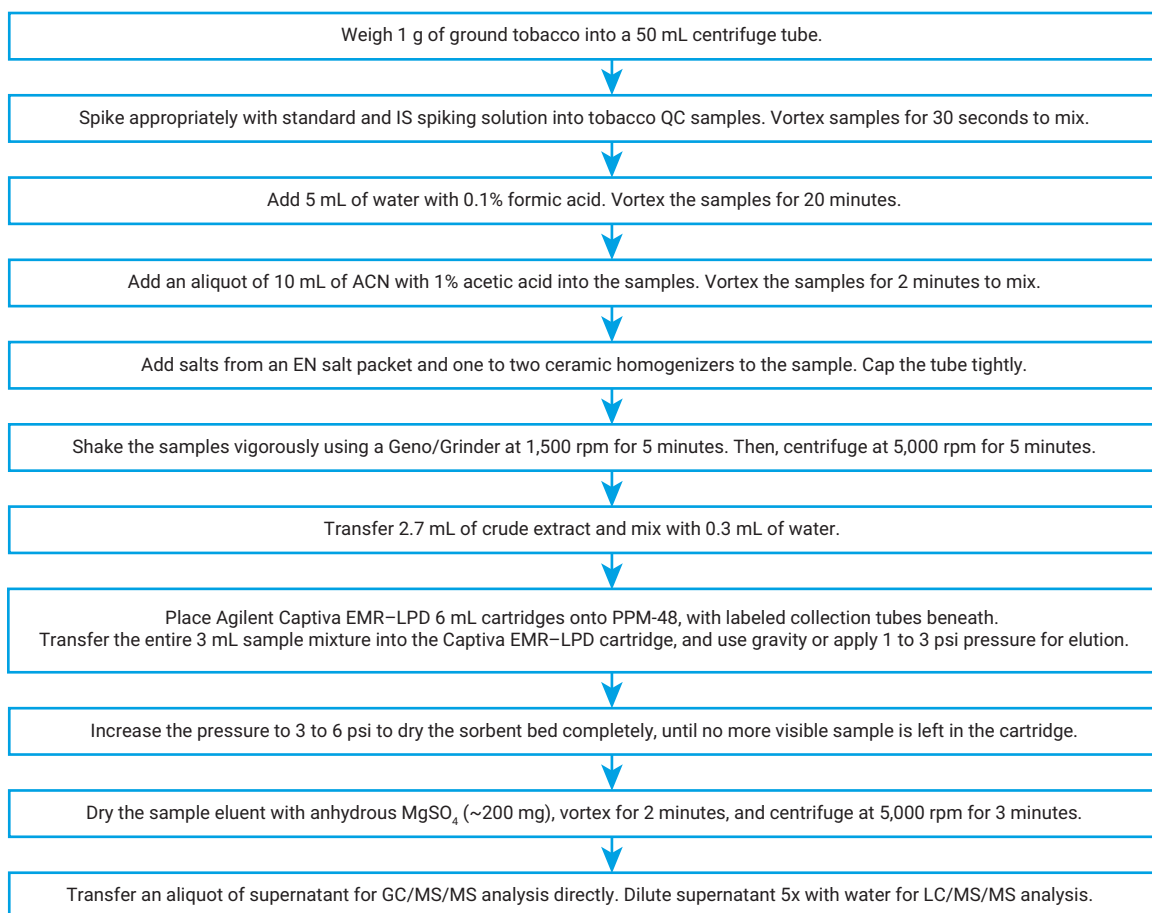 Weigh 1 g of ground tobacco into a 50 mL centrifuge tube.
Spike appropriately with standard and IS spiking solution into tobacco QC samples. Vortex samples for 30 seconds to mix.
Add 5 mL of water with 0.1% formic acid. Vortex the samples for 20 minutes.
Add an aliquot of 10 mL of ACN with 1% acetic acid into the samples. Vortex the samples for 2 minutes to mix.
Add salts from an EN salt packet and one to two ceramic homogenizers to the sample. Cap the tube tightly.
Shake the samples vigorously using a Geno/Grinder at 1,500 rpm for 5 minutes. Then, centrifuge at 5,000 rpm for 5 minutes.
Transfer 2.7 mL of crude extract and mix with 0.3 mL of water.
Place Agilent Captiva EMR–LPD 6 mL cartridges onto PPM-48, with labeled collection tubes beneath.
Transfer the entire 3 mL sample mixture into the Captiva EMR–LPD cartridge, and use gravity or apply 1 to 3 psi pressure for elution.
Increase the pressure to 3 to 6 psi to dry the sorbent bed completely, until no more visible sample is left in the cartridge.
Dry the sample eluent with anhydrous MgSO₄ (~200 mg), vortex for 2 minutes, and centrifuge at 5,000 rpm for 3 minutes.
Transfer an aliquot of supernatant for GC/MS/MS analysis directly. Dilute supernatant 5x with water for LC/MS/MS analysis.